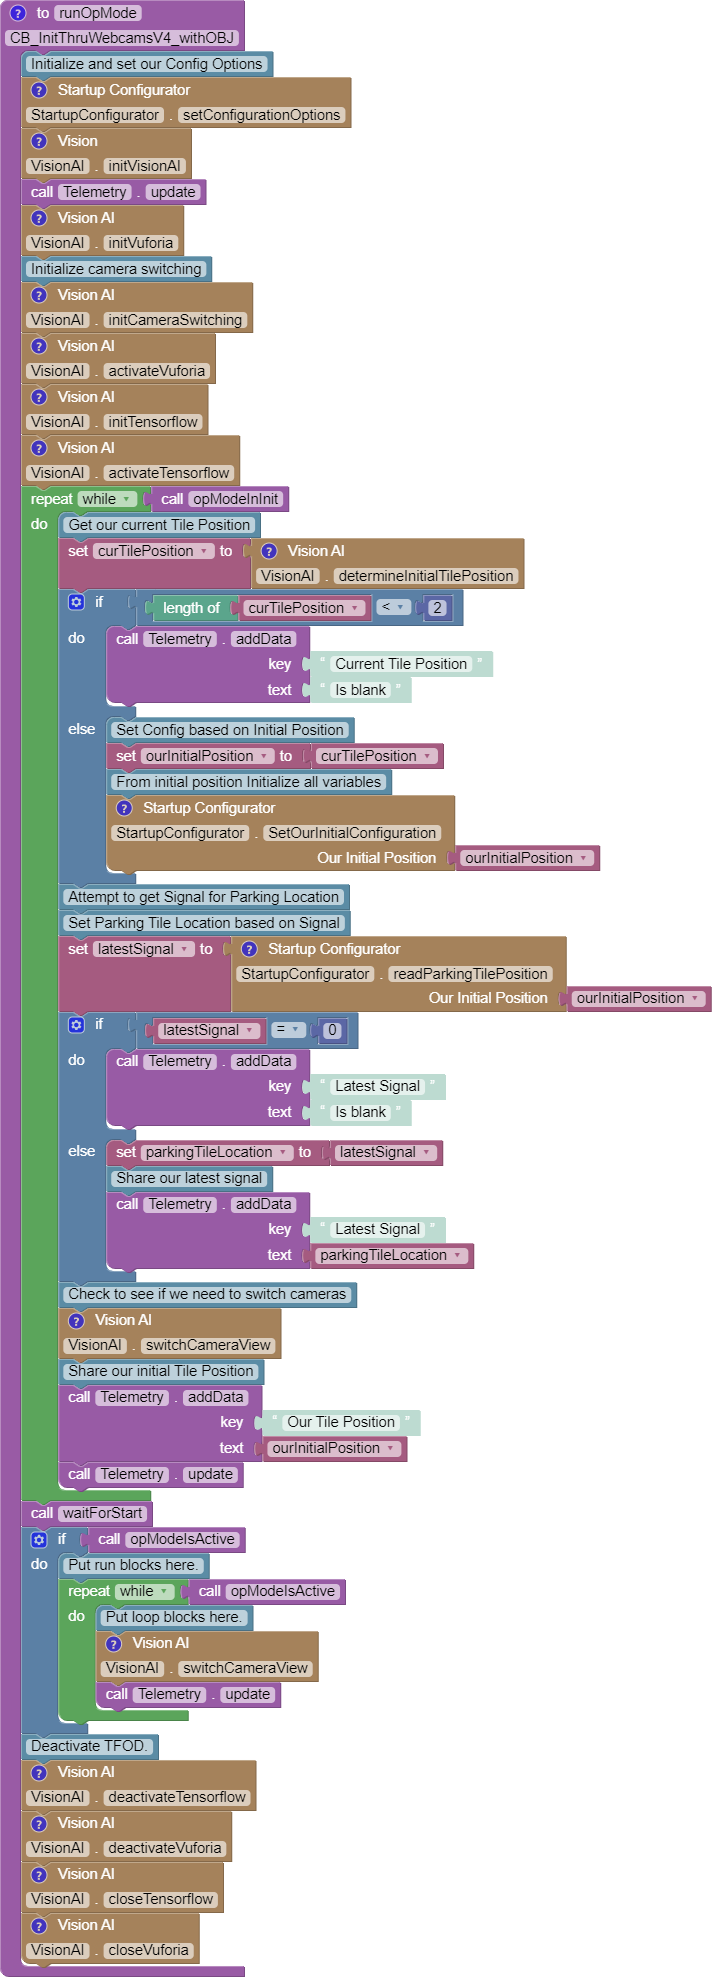 ? to runOpMode
CB_InitThruWebcamsV4_withOBJ
Initialize and set our Config Options
? Startup Configurator
StartupConfigurator . setConfigurationOptions
? Vision
VisionAI . initVisionAI
call Telemetry . update
? Vision AI
VisionAI . initVuforia
Initialize camera switching
? Vision AI
VisionAI . initCameraSwitching
? Vision AI
VisionAI . activateVuforia
? Vision AI
VisionAI . initTensorflow
? Vision AI
VisionAI . activateTensorflow
repeat while call opModeInInit
do Get our current Tile Position
set curTilePosition to ? Vision AI
VisionAI . determineInitialTilePosition
if length of curTilePosition < 2
do call Telemetry . addData
key “ Current Tile Position ”
text “ Is blank ”
else Set Config based on Initial Position
set ourInitialPosition to curTilePosition
From initial position Initialize all variables
? Startup Configurator
StartupConfigurator . SetOurInitialConfiguration
Our Initial Position ourInitialPosition
Attempt to get Signal for Parking Location
Set Parking Tile Location based on Signal
set latestSignal to ? Startup Configurator
StartupConfigurator . readParkingTilePosition
Our Initial Position ourInitialPosition
if latestSignal = 0
do call Telemetry . addData
key “ Latest Signal ”
text “ Is blank ”
else set parkingTileLocation to latestSignal
Share our latest signal
call Telemetry . addData
key “ Latest Signal ”
text parkingTileLocation
Check to see if we need to switch cameras
? Vision AI
VisionAI . switchCameraView
Share our initial Tile Position
call Telemetry . addData
key “ Our Tile Position ”
text ourInitialPosition
call Telemetry . update
call waitForStart
if call opModeIsActive
do Put run blocks here.
repeat while call opModeIsActive
do Put loop blocks here.
? Vision AI
VisionAI . switchCameraView
call Telemetry . update
Deactivate TFOD.
? Vision AI
VisionAI . deactivateTensorflow
? Vision AI
VisionAI . deactivateVuforia
? Vision AI
VisionAI . closeTensorflow
? Vision AI
VisionAI . closeVuforia